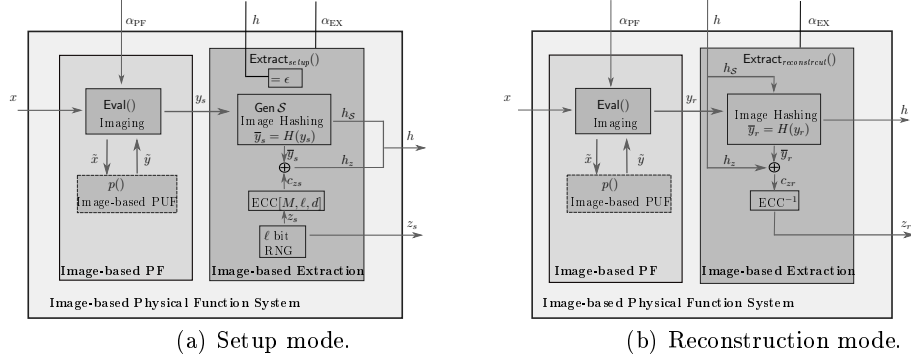 α_PF
h
α_EX
Extract_setup()
= ϵ
x
Eval()
Imaging
y_s
Gen S
Image Hashing
ȳ_s = H(y_s)
h_S
h
x̃
ỹ
ȳ_s
⊕
h_z
p()
Image-based PUF
c_zs
ECC[M, ℓ, d]
z_s
ℓ bit
RNG
z_s
Image-based PF
Image-based Extraction
Image-based Physical Function System
(a) Setup mode.
α_PF
h
α_EX
Extract_reconstrcut()
h_S
x
Eval()
Imaging
y_r
Image Hashing
ȳ_r = H(y_r)
h
x̃
ỹ
ȳ_r
h_z
⊕
p()
Image-based PUF
c_zr
ECC⁻¹
z_r
Image-based PF
Image-based Extraction
Image-based Physical Function System
(b) Reconstruction mode.